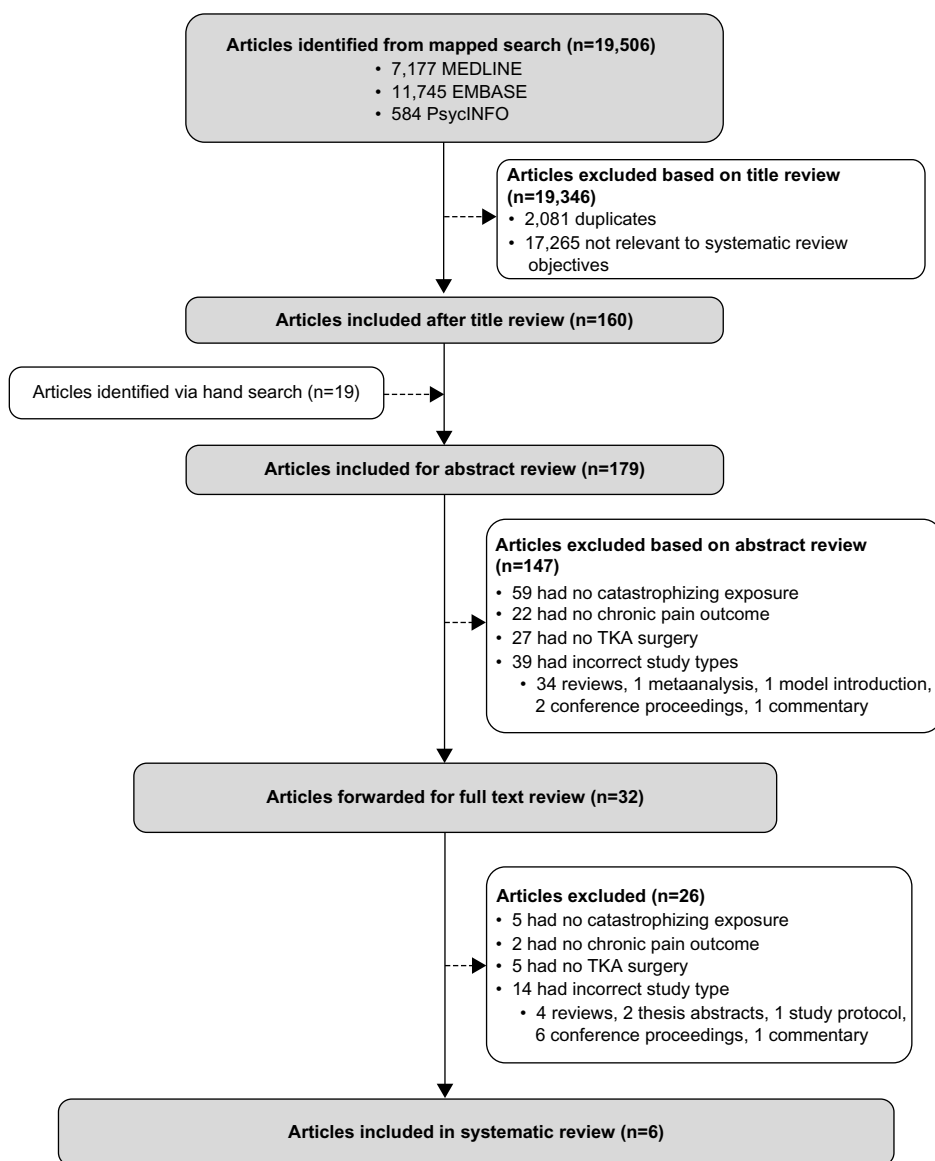 Articles identified from mapped search (n=19,506)
• 7,177 MEDLINE
• 11,745 EMBASE
• 584 PsycINFO
Articles excluded based on title review
(n=19,346)
• 2,081 duplicates
• 17,265 not relevant to systematic review
objectives
Articles included after title review (n=160)
Articles identified via hand search (n=19)
Articles included for abstract review (n=179)
Articles excluded based on abstract review
(n=147)
• 59 had no catastrophizing exposure
• 22 had no chronic pain outcome
• 27 had no TKA surgery
• 39 had incorrect study types
• 34 reviews, 1 metaanalysis, 1 model introduction,
2 conference proceedings, 1 commentary
Articles forwarded for full text review (n=32)
Articles excluded (n=26)
• 5 had no catastrophizing exposure
• 2 had no chronic pain outcome
• 5 had no TKA surgery
• 14 had incorrect study type
• 4 reviews, 2 thesis abstracts, 1 study protocol,
6 conference proceedings, 1 commentary
Articles included in systematic review (n=6)